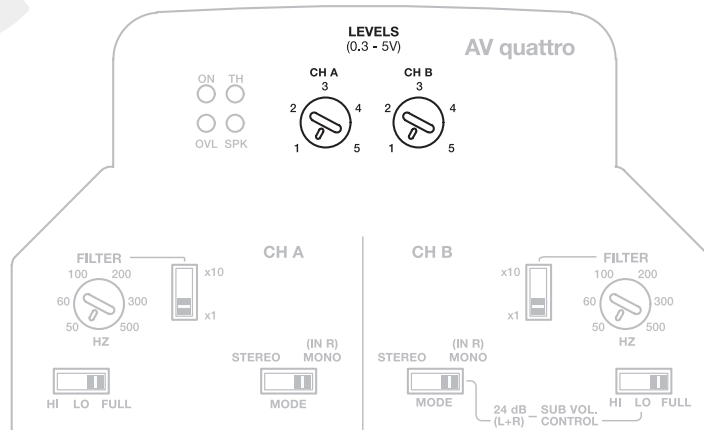 LEVELS
(0.3 - 5V)
AV quattro
CH A
CH B
ON TH
OVL SPK
3
2 4
1 5
3
2 4
1 5
CH A
CH B
FILTER
100 200
60 300
50 500
HZ
x10
x1
FILTER
100 200
60 300
50 500
HZ
x10
x1
STEREO
(IN R)
MONO
MODE
STEREO
(IN R)
MONO
MODE
HI LO FULL
HI LO FULL
24 dB
(L+R)
SUB VOL.
CONTROL